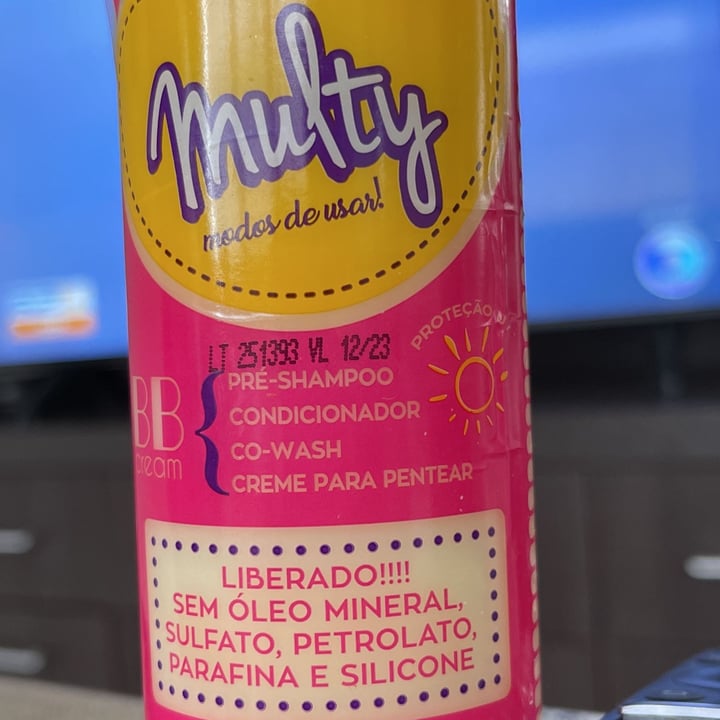 Multy
modos de usar!
LT 251393 VL 12/23
PROTEÇÃO
BB
cream
PRÉ-SHAMPOO
CONDICIONADOR
CO-WASH
CREME PARA PENTEAR
LIBERADO!!!!
SEM ÓLEO MINERAL,
SULFATO, PETROLATO,
PARAFINA E SILICONE